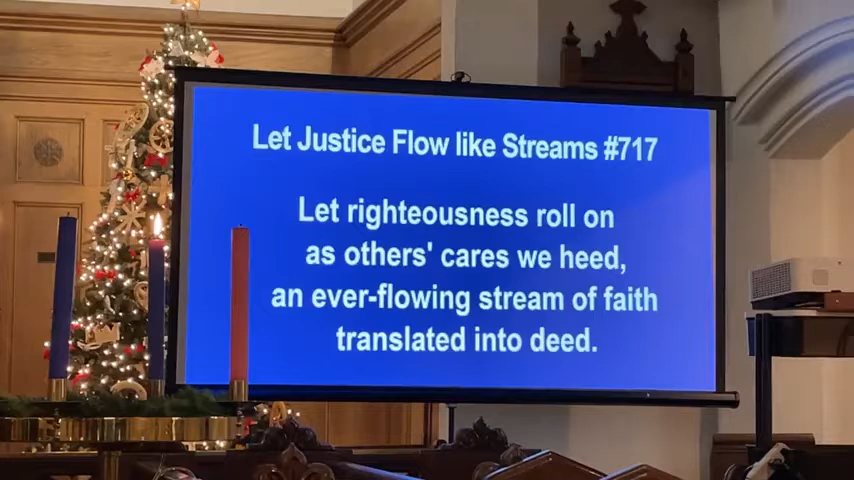 Let Justice Flow like Streams #717
Let righteousness roll on
as others' cares we heed,
an ever-flowing stream of faith
translated into deed.